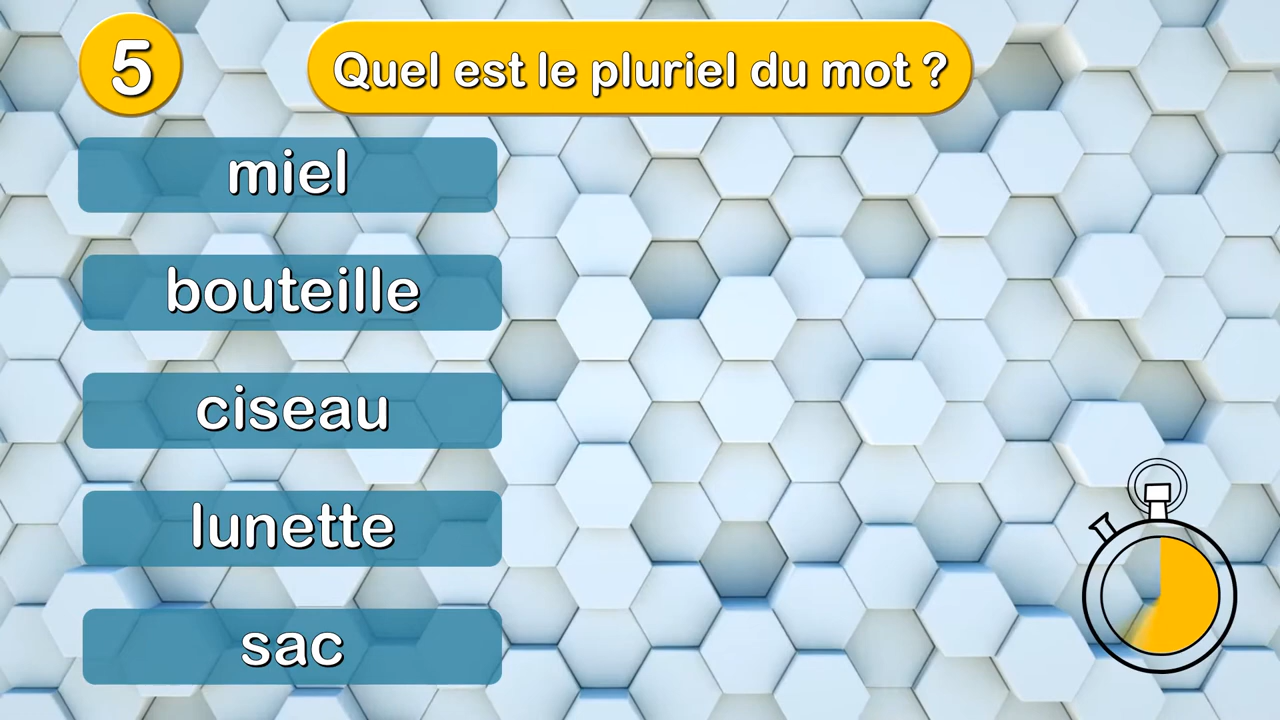 5
Quel est le pluriel du mot ?
miel
bouteille
ciseau
lunette
sac